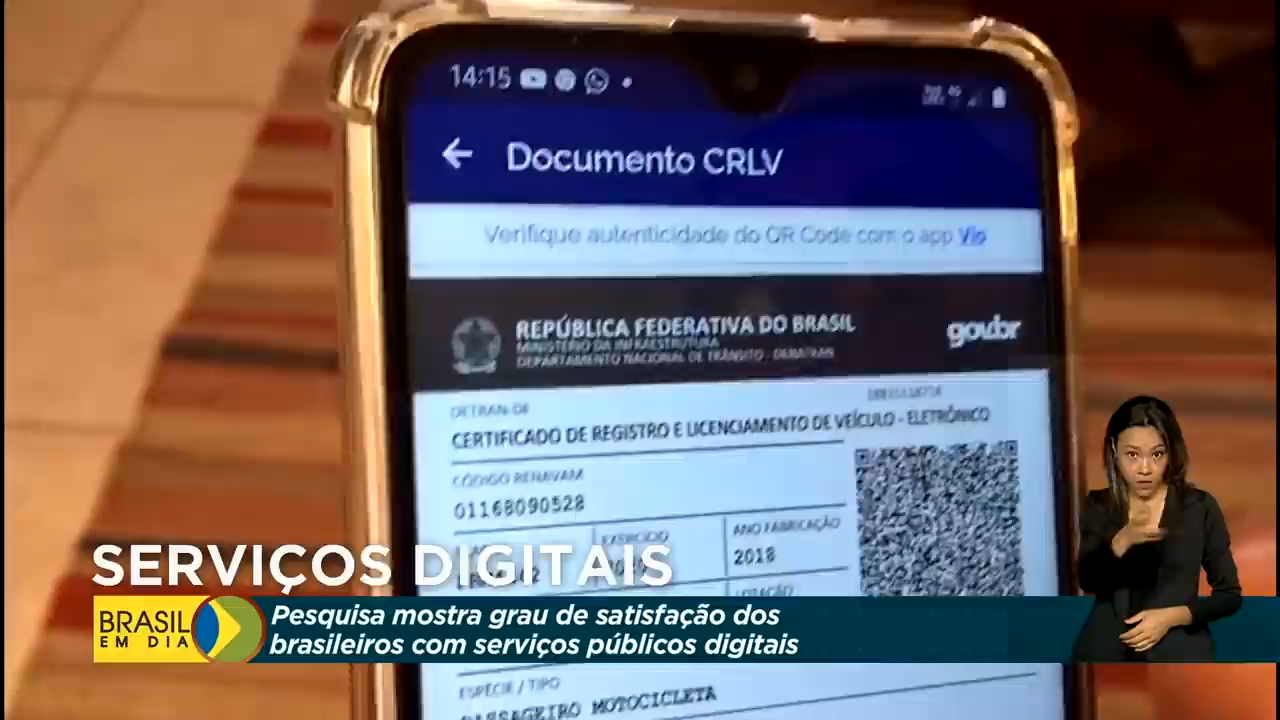 14:15
Documento CRLV
Verifique autenticidade do QR Code com o app Vio
REPÚBLICA FEDERATIVA DO BRASIL
gov.br
MINISTÉRIO DA INFRAESTRUTURA
DEPARTAMENTO NACIONAL DE TRÂNSITO - DENATRAN
CERTIFICADO DE REGISTRO E LICENCIAMENTO DE VEÍCULO - ELETRÔNICO
CÓDIGO RENAVAM
01168090528
EXERCÍCIO
ANO FABRICAÇÃO
2018
SERVIÇOS DIGITAIS
BRASIL
EM DIA
Pesquisa mostra grau de satisfação dos
brasileiros com serviços públicos digitais
ESPÉCIE / TIPO
PASSAGEIRO MOTOCICLETA